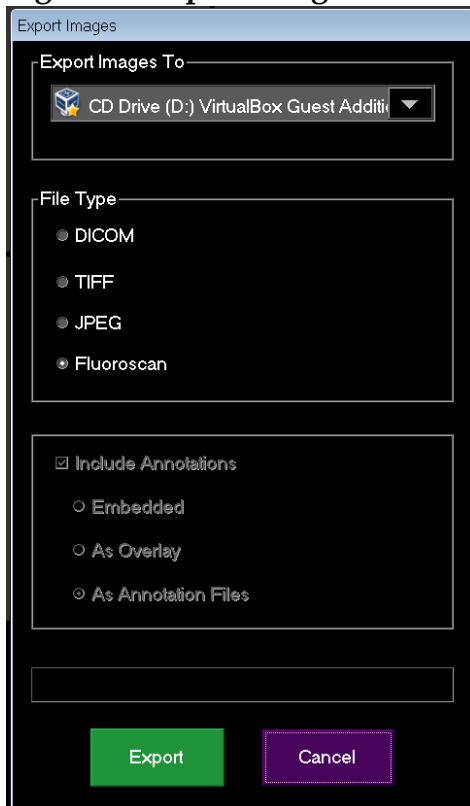 Export Images
Export Images To
CD Drive (D:) VirtualBox Guest Additi
File Type
DICOM
TIFF
JPEG
Fluoroscan
Include Annotations
Embedded
As Overlay
As Annotation Files
Export Cancel